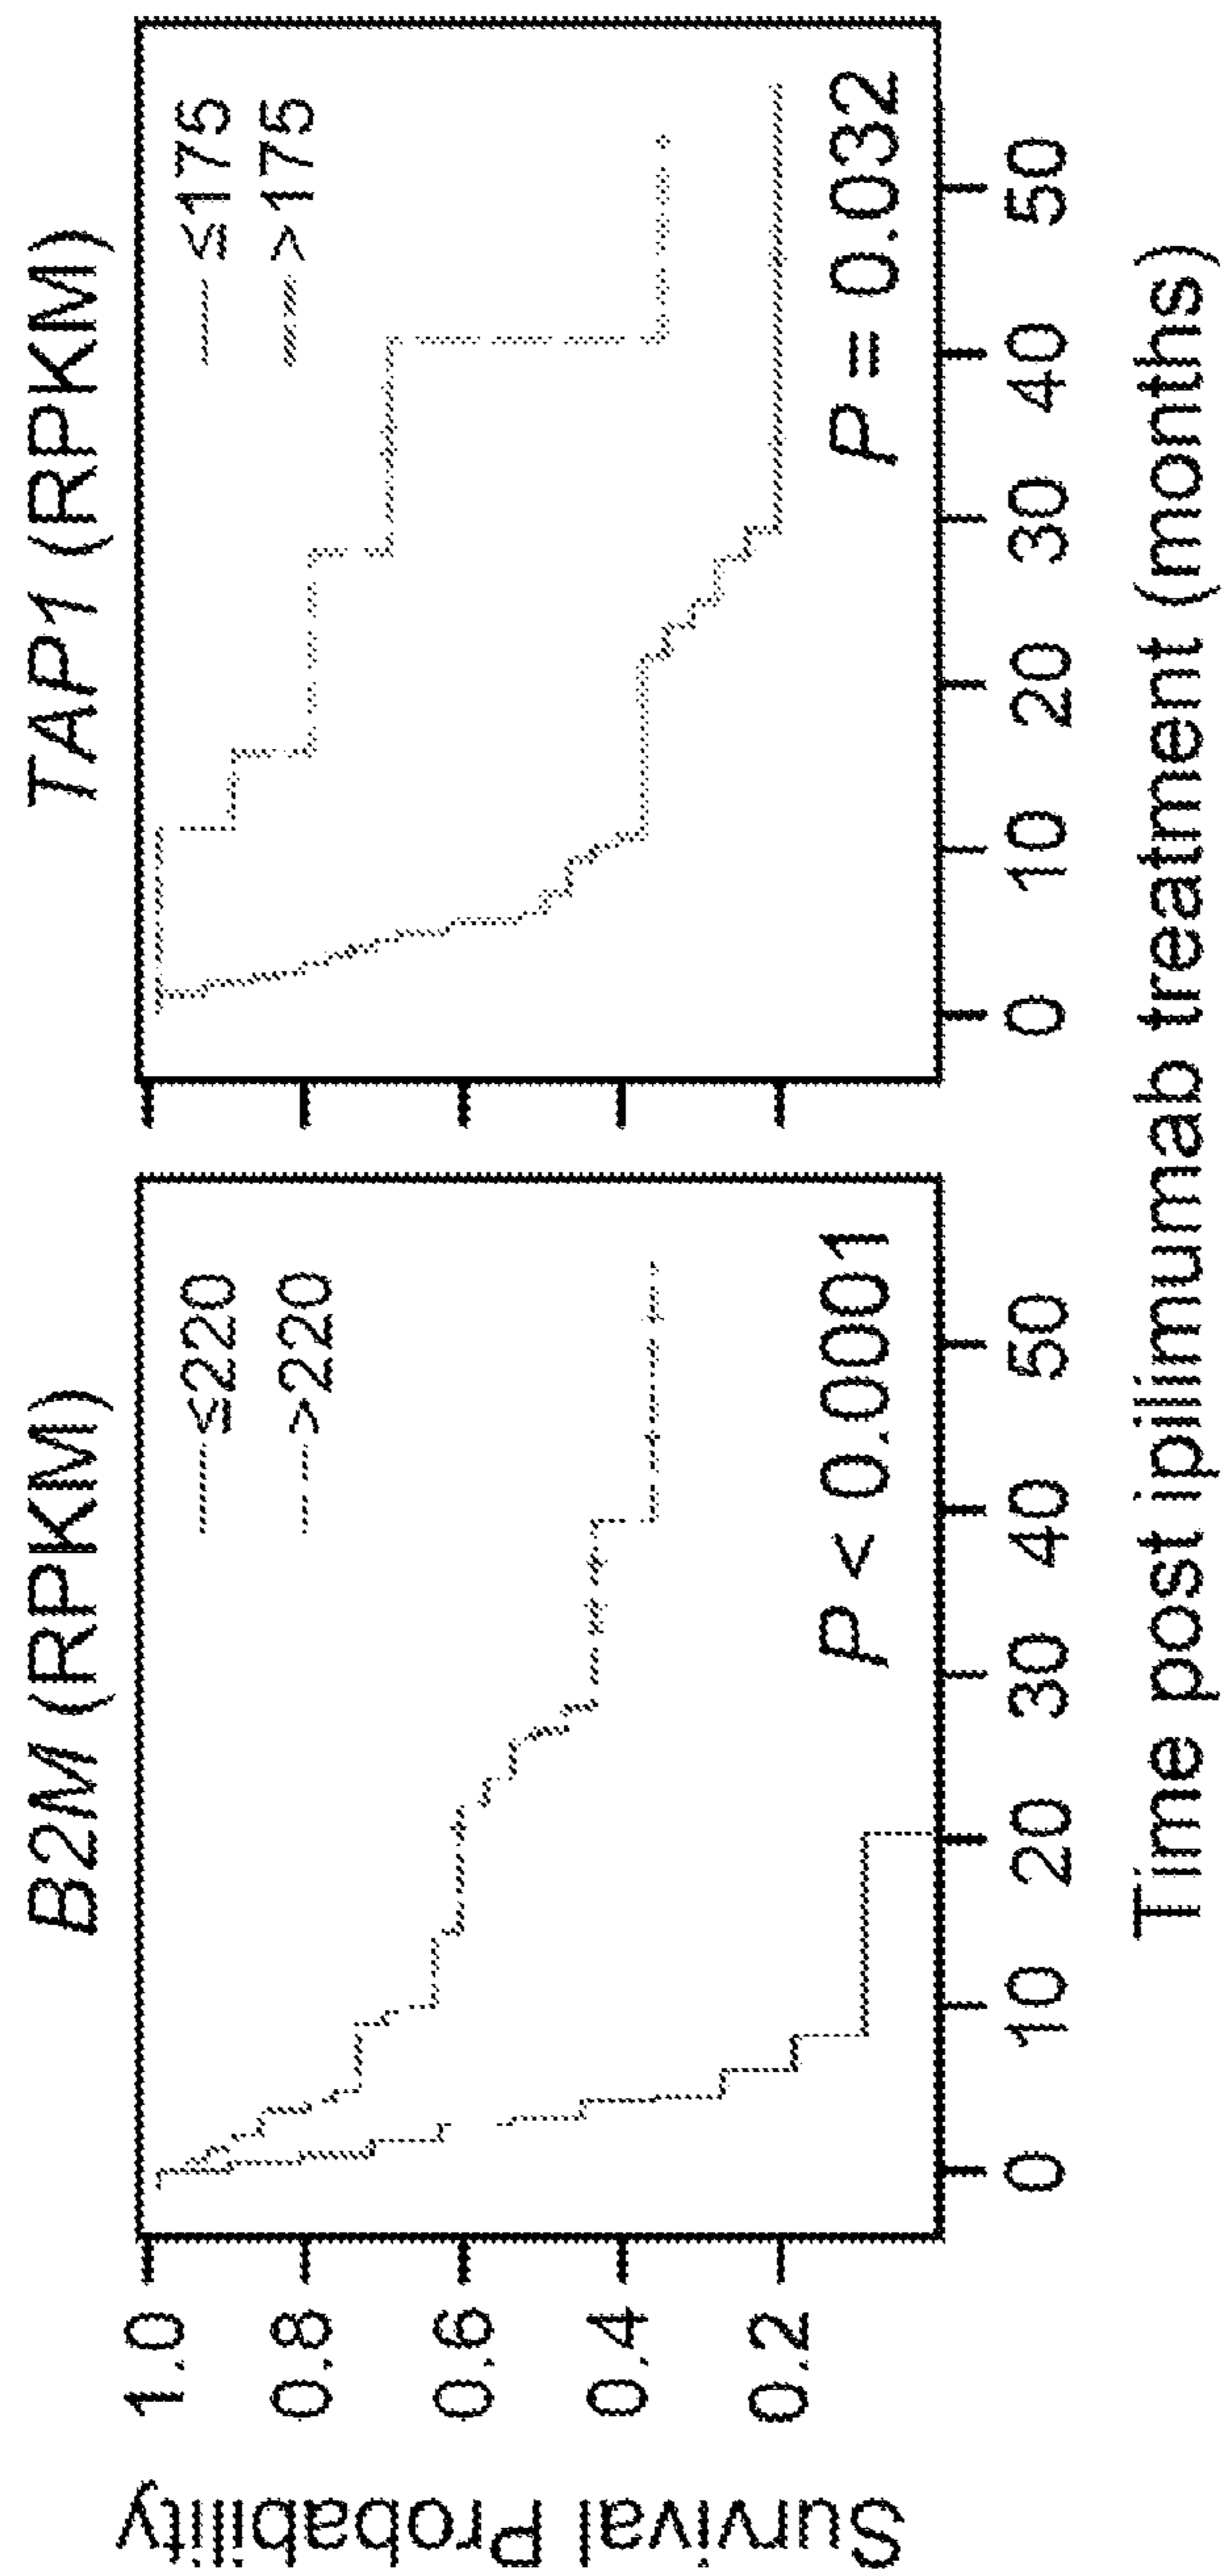 B2M (RPKM)
TAP1 (RPKM)
Survival Probability
1.0
0.8
0.6
0.4
0.2
≤220
>220
P < 0.0001
0 10 20 30 40 50
≤175
>175
P = 0.032
0 10 20 30 40 50
Time post ipilimumab treatment (months)